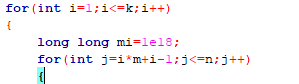 for(int i=1;i<=k;i++)
{
    long long mi=1e18;
    for(int j=i*m+i-1;j<=n;j++)
    {